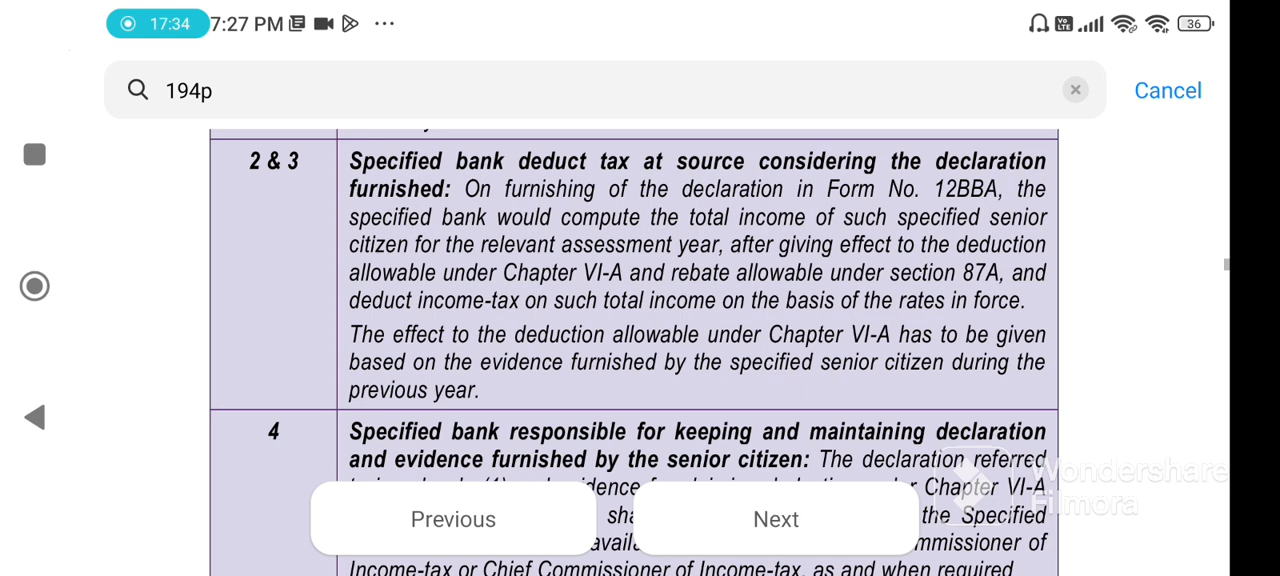 17:34 7:27 PM ... 36
194p
Cancel
2 & 3
Specified bank deduct tax at source considering the declaration
furnished: On furnishing of the declaration in Form No. 12BBA, the
specified bank would compute the total income of such specified senior
citizen for the relevant assessment year, after giving effect to the deduction
allowable under Chapter VI-A and rebate allowable under section 87A, and
deduct income-tax on such total income on the basis of the rates in force.
The effect to the deduction allowable under Chapter VI-A has to be given
based on the evidence furnished by the specified senior citizen during the
previous year.
4
Specified bank responsible for keeping and maintaining declaration
and evidence furnished by the senior citizen: The declaration referred
Chapter VI-A
the Specified
of
Income-tax or Chief Commissioner of Income-tax, as and when required
Previous
Next
Wondershare
Filmora